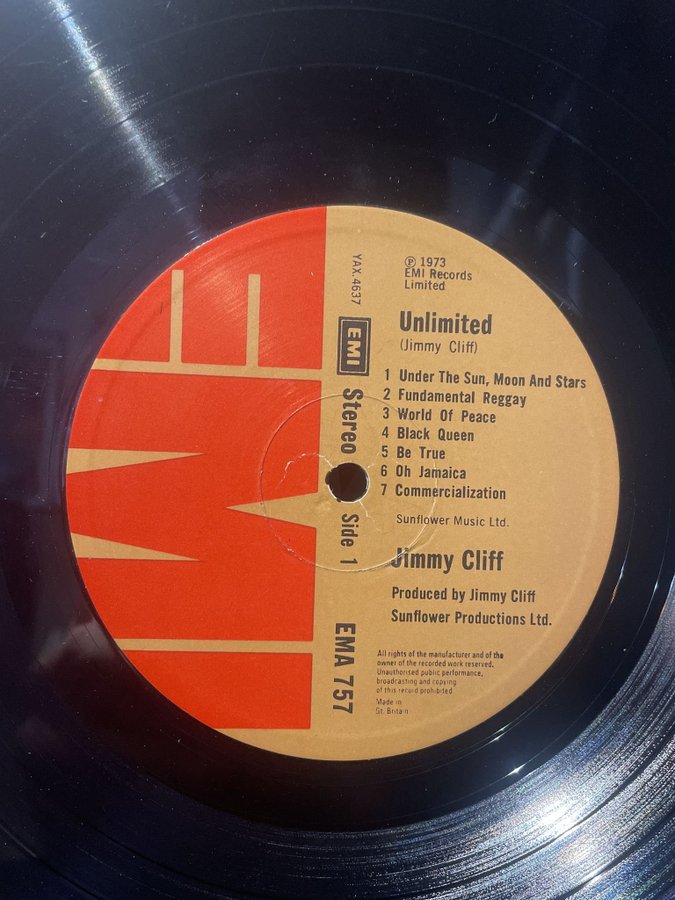 EMI
YAX.4637
EMI
Stereo
Side 1
EMA 757
℗ 1973
EMI Records
Limited
Unlimited
(Jimmy Cliff)
1 Under The Sun, Moon And Stars
2 Fundamental Reggay
3 World Of Peace
4 Black Queen
5 Be True
6 Oh Jamaica
7 Commercialization
Sunflower Music Ltd.
Jimmy Cliff
Produced by Jimmy Cliff
Sunflower Productions Ltd.
All rights of the manufacturer and of the
owner of the recorded work reserved.
Unauthorised public performance,
broadcasting and copying
of this record prohibited
Made in
Gt. Britain